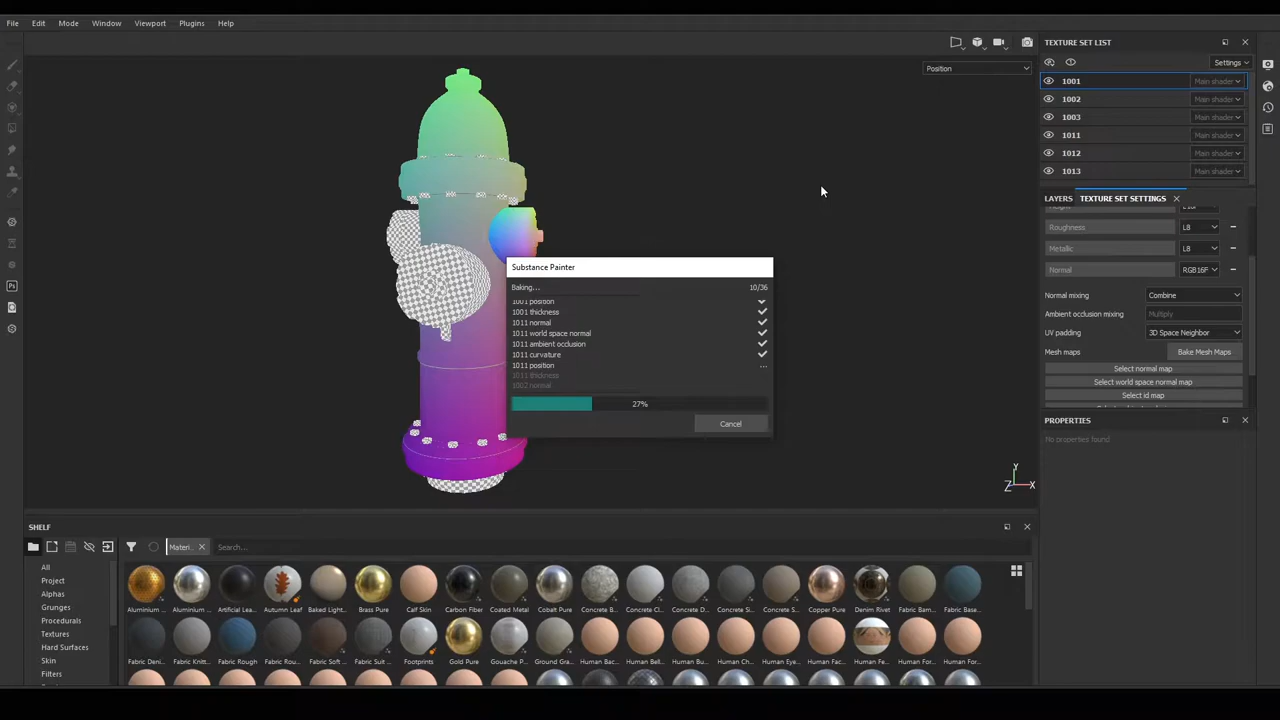 File Edit Mode Window Viewport Plugins Help
Position
TEXTURE SET LIST
Settings
1001 Main shader
1002 Main shader
1003 Main shader
1011 Main shader
1012 Main shader
1013 Main shader
LAYERS TEXTURE SET SETTINGS
Roughness L8
Metallic L8
Normal RGB16F
Normal mixing Combine
Ambient occlusion mixing Multiply
UV padding 3D Space Neighbor
Mesh maps Bake Mesh Maps
Select normal map
Select world space normal map
Select id map
PROPERTIES
No properties found
Substance Painter
Baking... 10/36
1001 position
1001 thickness
1011 normal
1011 world space normal
1011 ambient occlusion
1011 curvature
1011 position ...
1011 thickness
1002 normal
27%
Cancel
Y
Z X
Ps
SHELF
Materi... Search...
All
Project
Alphas
Grunges
Procedurals
Textures
Hard Surfaces
Skin
Filters
Aluminium ... Aluminium ... Artificial Lea... Autumn Leaf Baked Light... Brass Pure Calf Skin Carbon Fiber Coated Metal Cobalt Pure Concrete B... Concrete Cl... Concrete D... Concrete S... Concrete S... Copper Pure Denim Rivet Fabric Bam... Fabric Base...
Fabric Deni... Fabric Knitt... Fabric Rough Fabric Rou... Fabric Soft ... Fabric Suit ... Footprints Gold Pure Gouache P... Ground Gra... Human Bac... Human Bell... Human Bu... Human Ch... Human Eye... Human Fac... Human Fe... Human For... Human For...